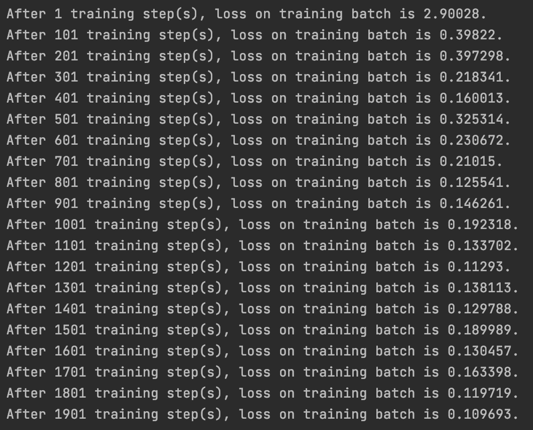 After 1 training step(s), loss on training batch is 2.90028.
After 101 training step(s), loss on training batch is 0.39822.
After 201 training step(s), loss on training batch is 0.397298.
After 301 training step(s), loss on training batch is 0.218341.
After 401 training step(s), loss on training batch is 0.160013.
After 501 training step(s), loss on training batch is 0.325314.
After 601 training step(s), loss on training batch is 0.230672.
After 701 training step(s), loss on training batch is 0.21015.
After 801 training step(s), loss on training batch is 0.125541.
After 901 training step(s), loss on training batch is 0.146261.
After 1001 training step(s), loss on training batch is 0.192318.
After 1101 training step(s), loss on training batch is 0.133702.
After 1201 training step(s), loss on training batch is 0.11293.
After 1301 training step(s), loss on training batch is 0.138113.
After 1401 training step(s), loss on training batch is 0.129788.
After 1501 training step(s), loss on training batch is 0.189989.
After 1601 training step(s), loss on training batch is 0.130457.
After 1701 training step(s), loss on training batch is 0.163398.
After 1801 training step(s), loss on training batch is 0.119719.
After 1901 training step(s), loss on training batch is 0.109693.